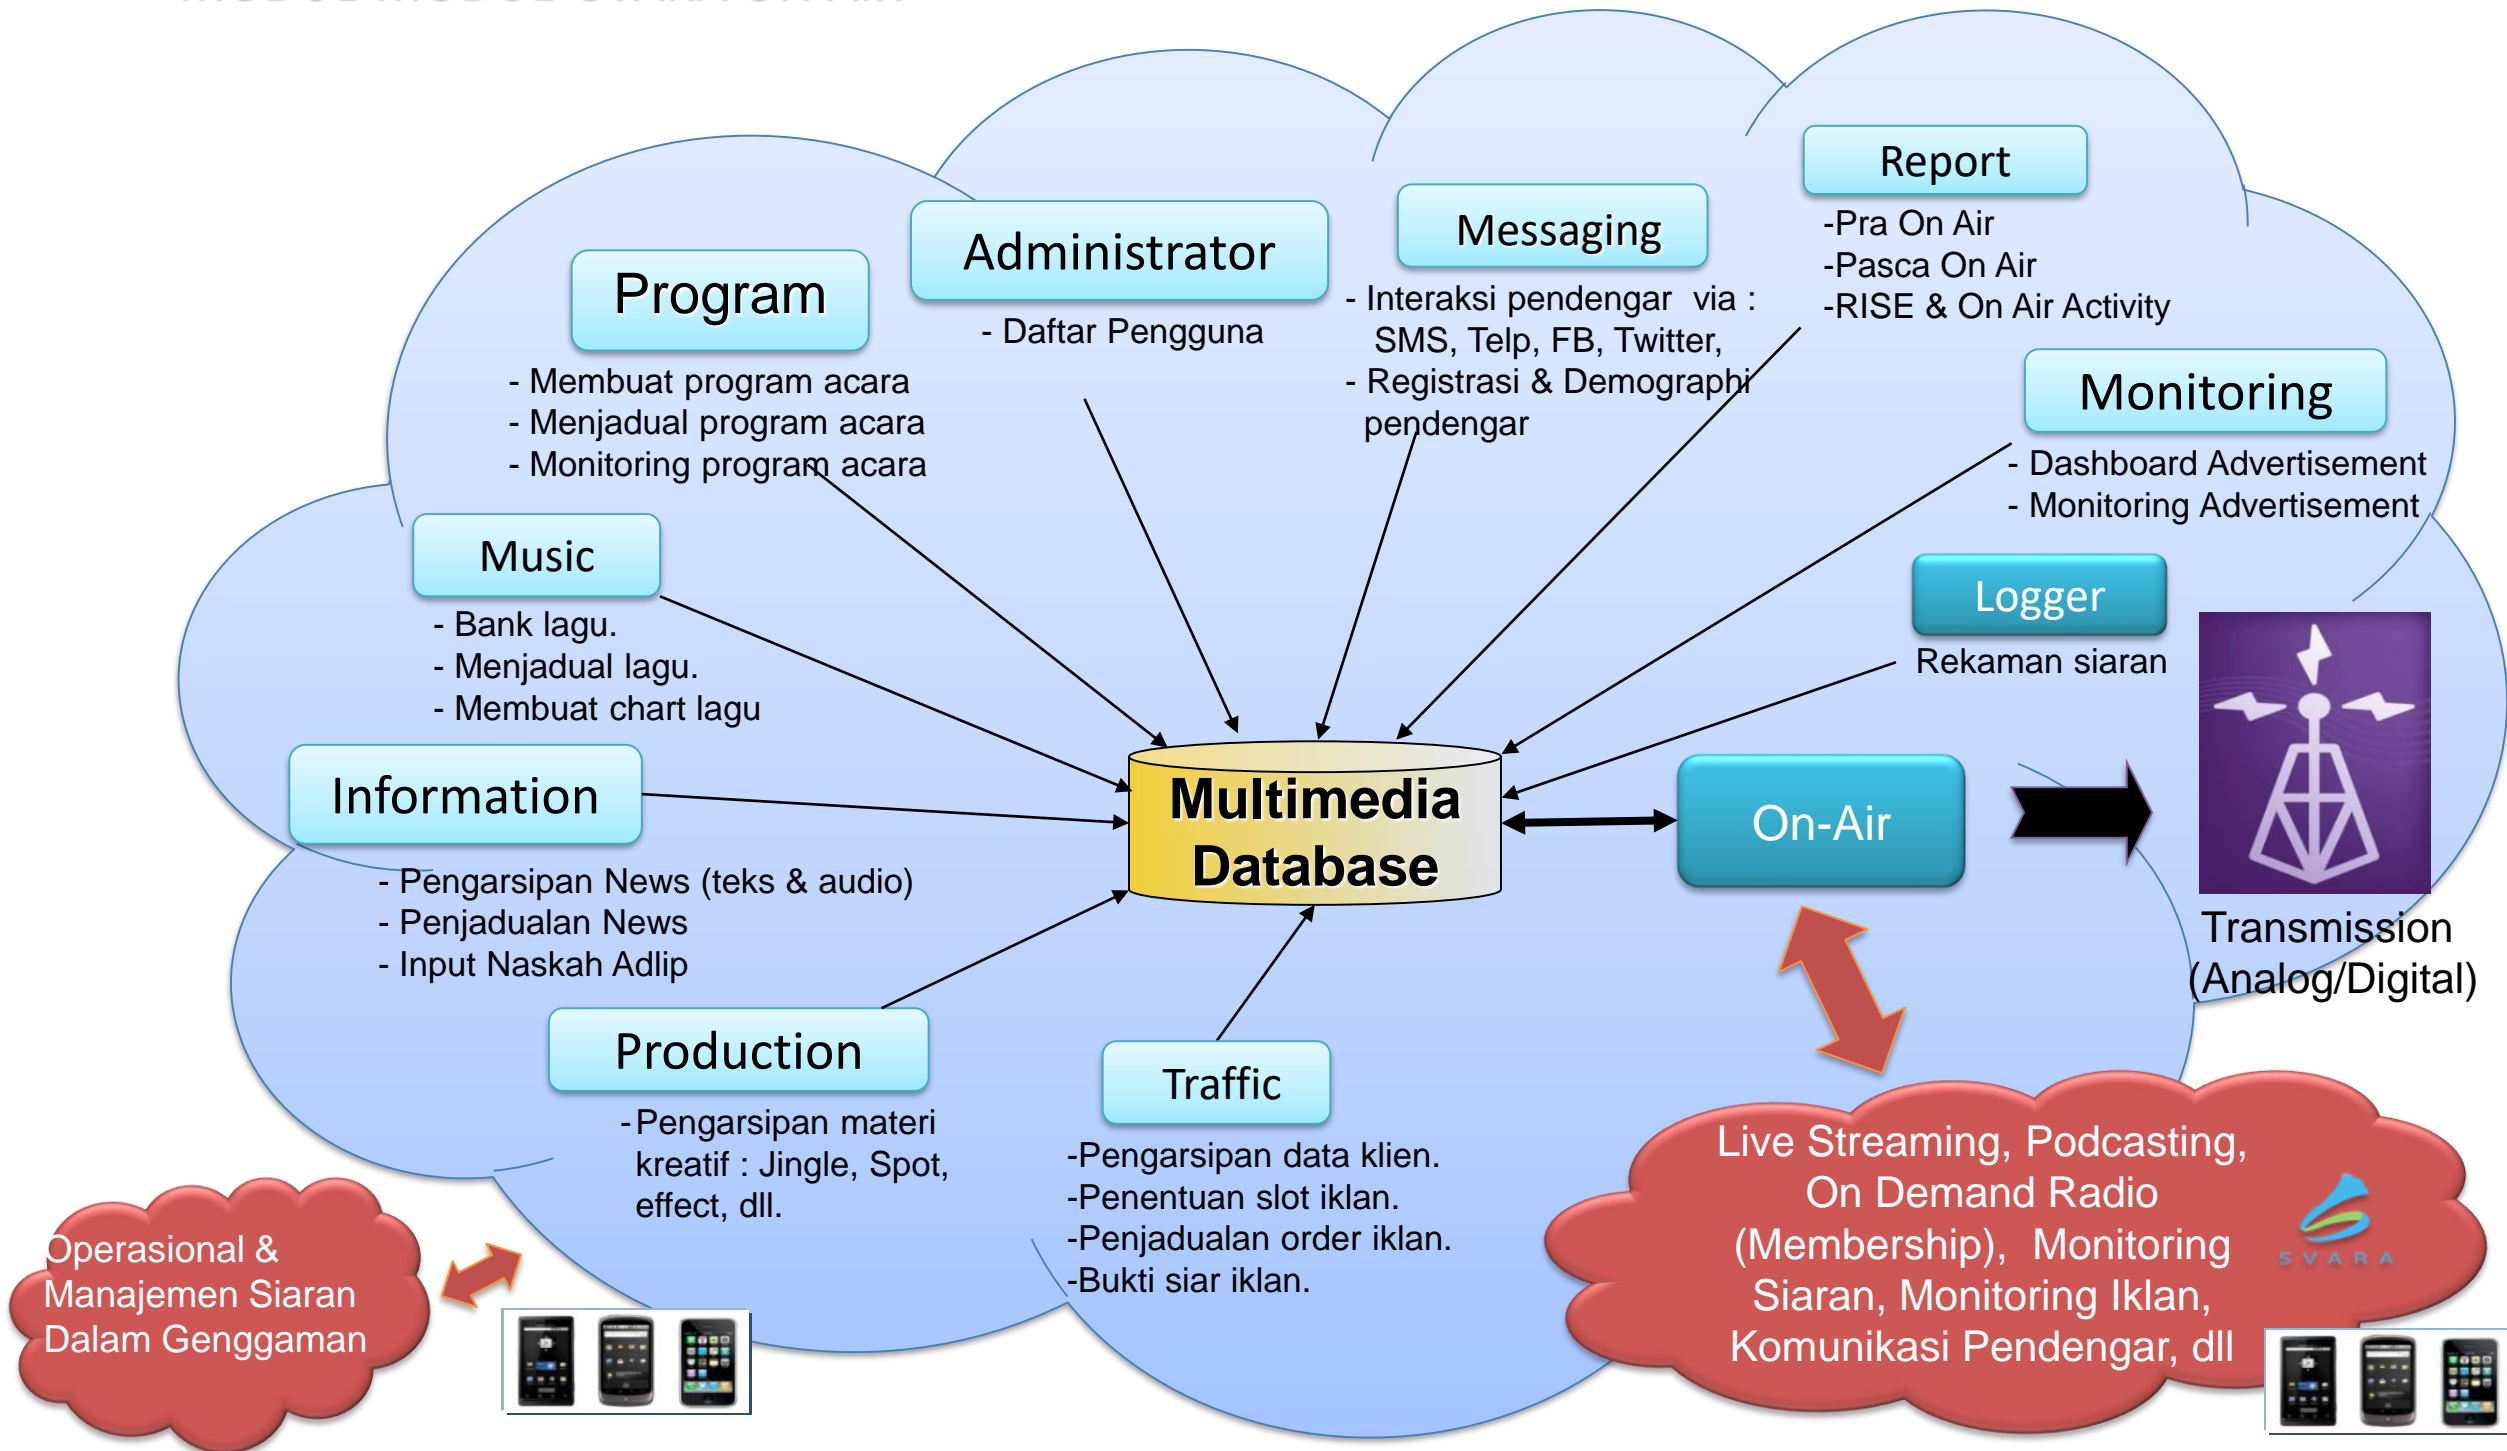 Report
-Pra On Air
-Pasca On Air
-RISE & On Air Activity
Messaging
- Interaksi pendengar via :
SMS, Telp, FB, Twitter,
- Registrasi & Demographi
pendengar
Administrator
- Daftar Pengguna
Program
- Membuat program acara
- Menjadual program acara
- Monitoring program acara
Monitoring
- Dashboard Advertisement
- Monitoring Advertisement
Music
- Bank lagu.
- Menjadual lagu.
- Membuat chart lagu
Logger
Rekaman siaran
Information
- Pengarsipan News (teks & audio)
- Penjadualan News
- Input Naskah Adlip
Multimedia
Database
On-Air
Transmission
(Analog/Digital)
Production
-Pengarsipan materi
kreatif : Jingle, Spot,
effect, dll.
Traffic
-Pengarsipan data klien.
-Penentuan slot iklan.
-Penjadualan order iklan.
-Bukti siar iklan.
Operasional &
Manajemen Siaran
Dalam Genggaman
Live Streaming, Podcasting,
On Demand Radio
(Membership), Monitoring
Siaran, Monitoring Iklan,
Komunikasi Pendengar, dll
SVARA